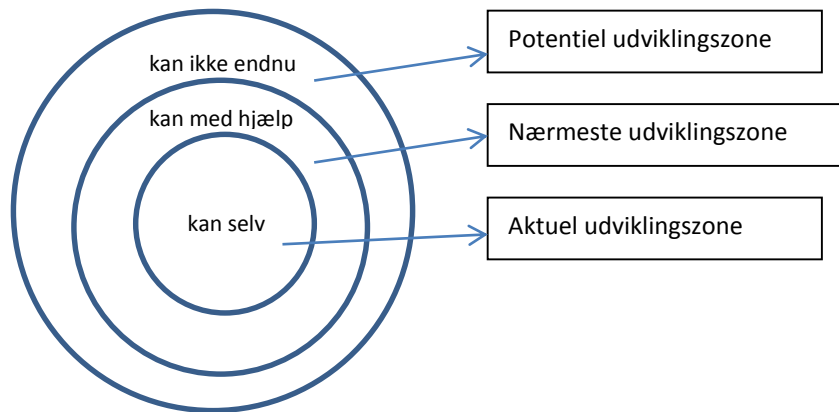 kan ikke endnu
Potentiel udviklingszone
kan med hjælp
Nærmeste udviklingszone
kan selv
Aktuel udviklingszone